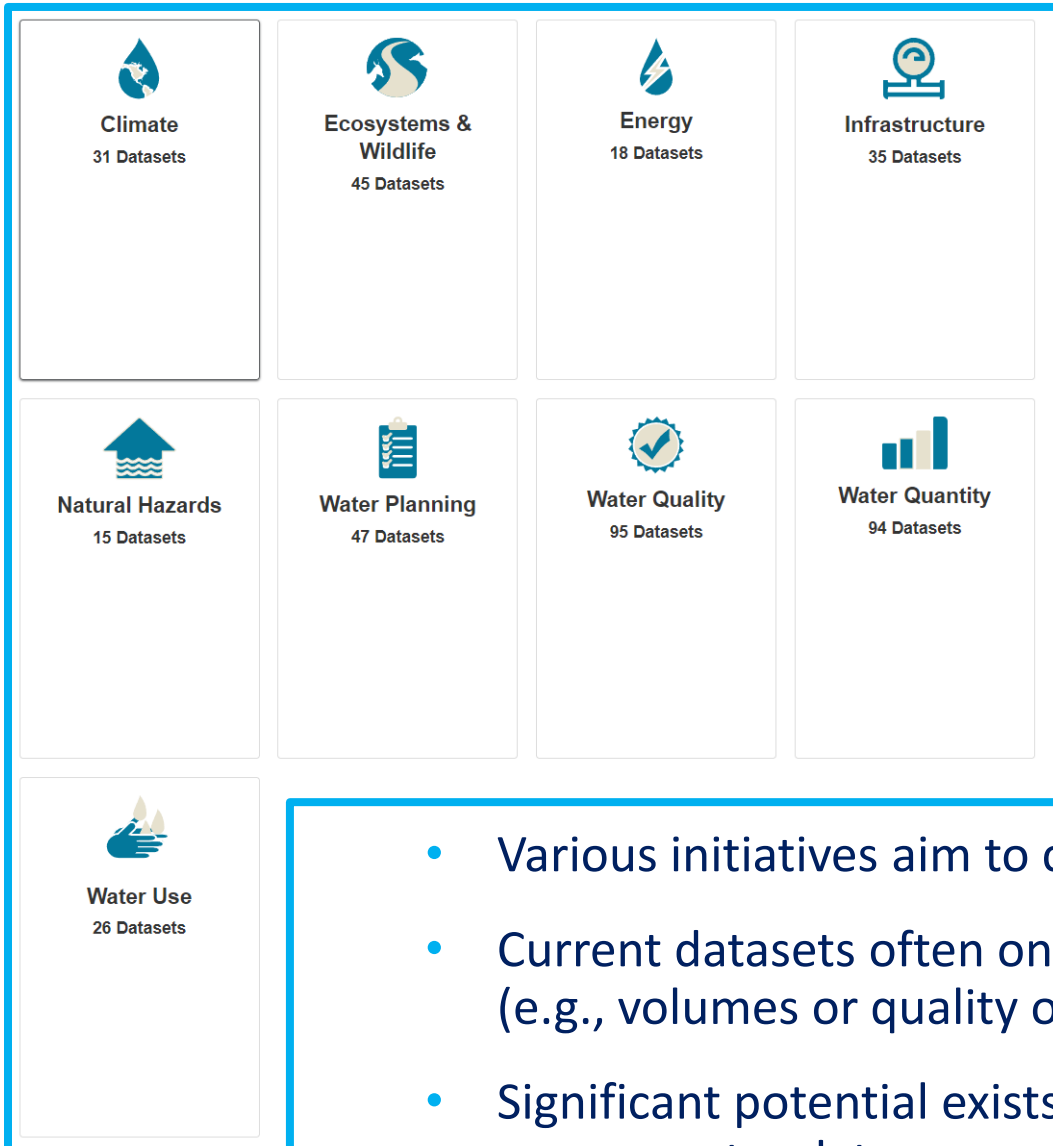 Climate
31 Datasets
Ecosystems &
Wildlife
45 Datasets
Energy
18 Datasets
Infrastructure
35 Datasets
Natural Hazards
15 Datasets
Water Planning
47 Datasets
Water Quality
95 Datasets
Water Quantity
94 Datasets
Water Use
26 Datasets
• Various initiatives aim to
• Current datasets often
(e.g., volumes or quality
• Significant potential exists